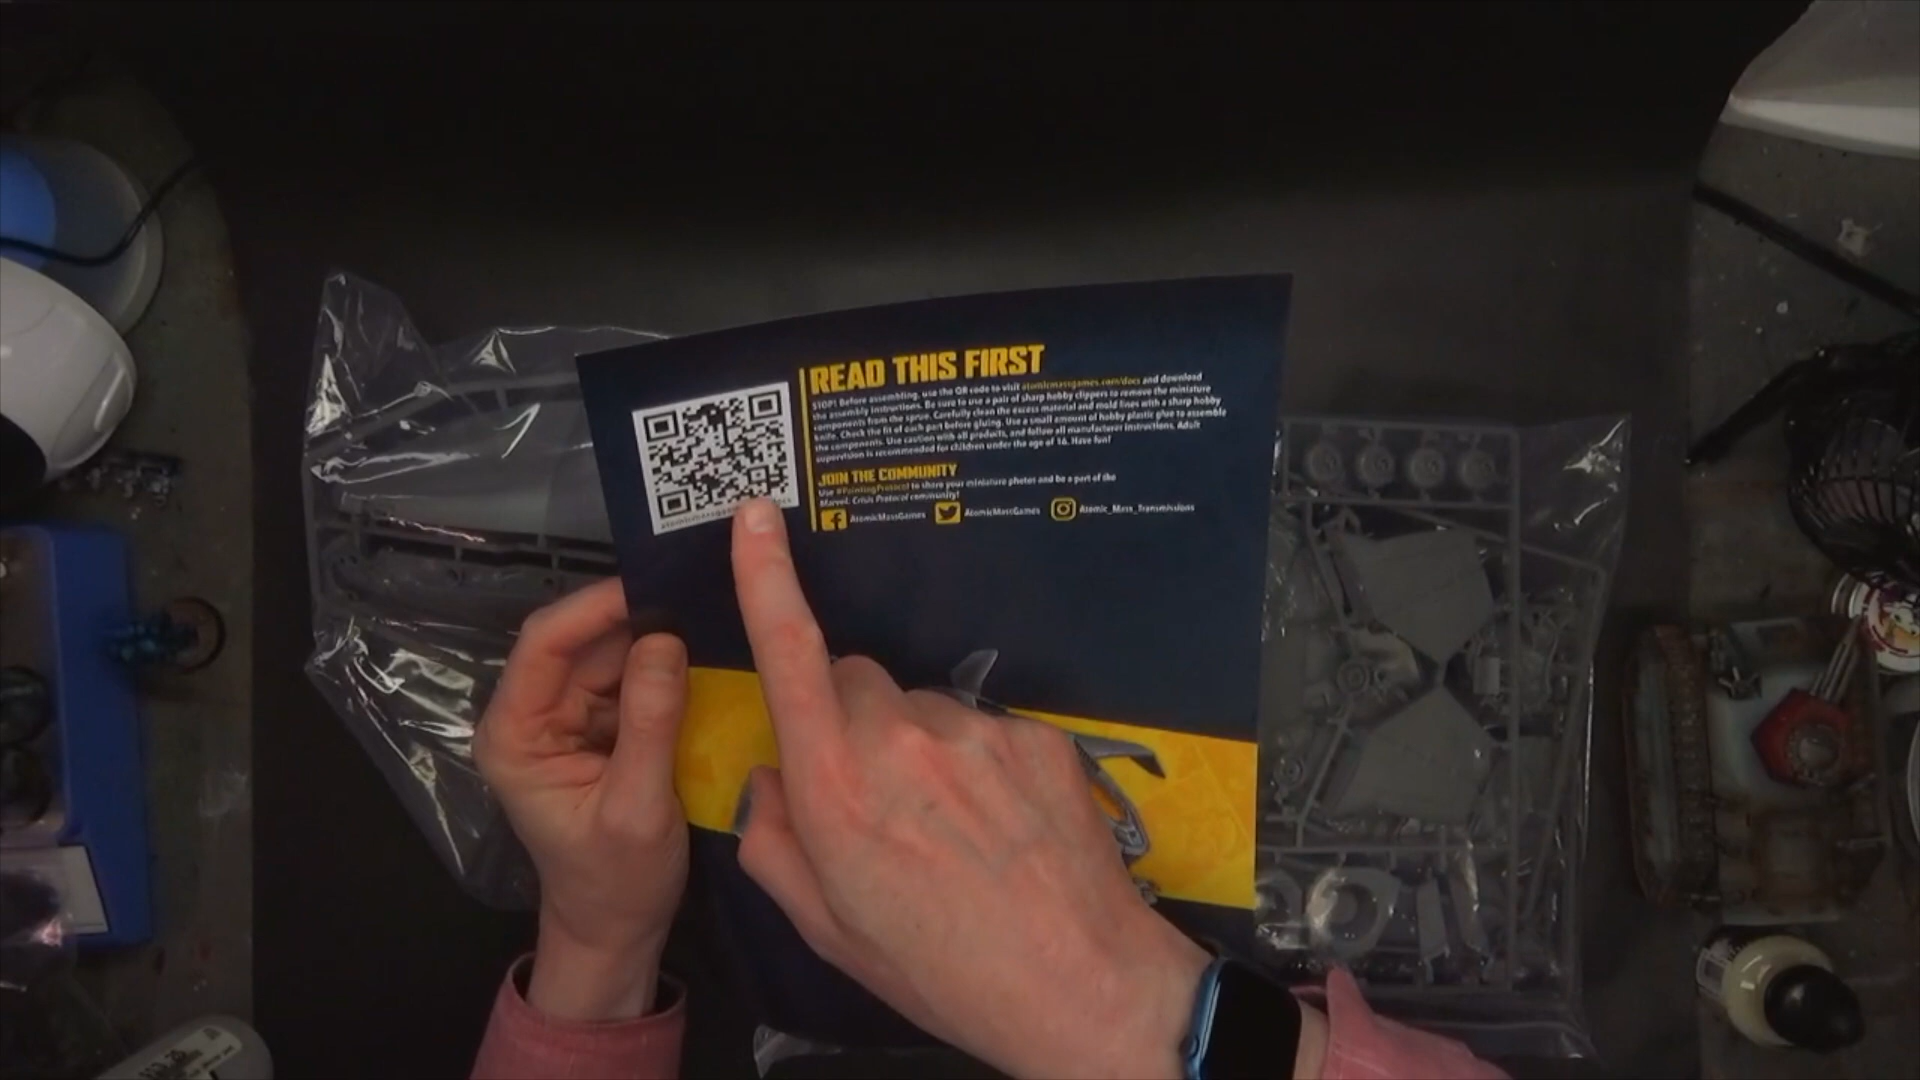 READ THIS FIRST
STOP! Before assembling, use the QR code to visit atomicmassgames.com/docs and download
the assembly instructions. Be sure to use a pair of sharp hobby clippers to remove the miniature
components from the sprue. Carefully clean the excess material and mold lines with a sharp hobby
knife. Check the fit of each part before gluing. Use a small amount of hobby plastic glue to assemble
the components. Use caution with all products, and follow all manufacturer instructions. Adult
supervision is recommended for children under the age of 14. Have fun!
JOIN THE COMMUNITY
Use #PaintingProtocol to share your miniature photos and be a part of the
Marvel: Crisis Protocol community!
AtomicMassGames AtomicMassGames Atomic_Mass_Transmissions